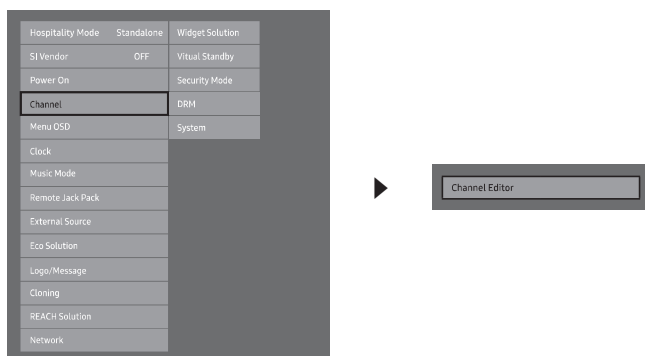 Hospitality Mode Standalone
SI Vendor OFF
Power On
Channel
Menu OSD
Clock
Music Mode
Remote Jack Pack
External Source
Eco Solution
Logo/Message
Cloning
REACH Solution
Network
Widget Solution
Vitual Standby
Security Mode
DRM
System
Channel Editor